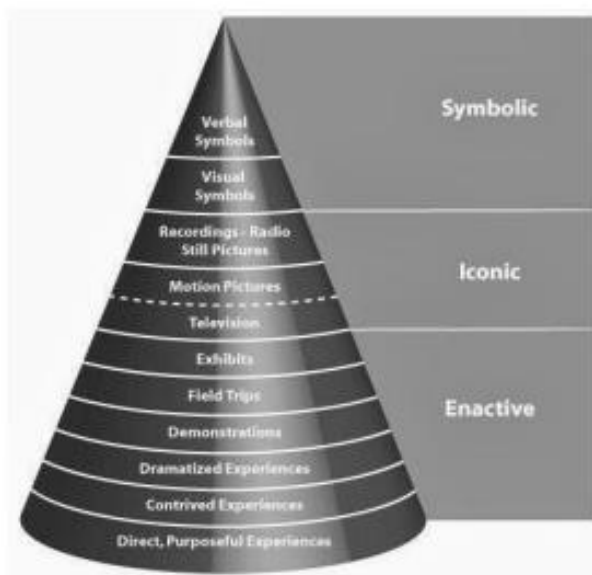 Verbal
Symbols
Visual
Symbols
Recordings - Radio
Still Pictures
Motion Pictures
Television
Exhibits
Field Trips
Demonstrations
Dramatized Experiences
Contrived Experiences
Direct, Purposeful Experiences
Symbolic
Iconic
Enactive